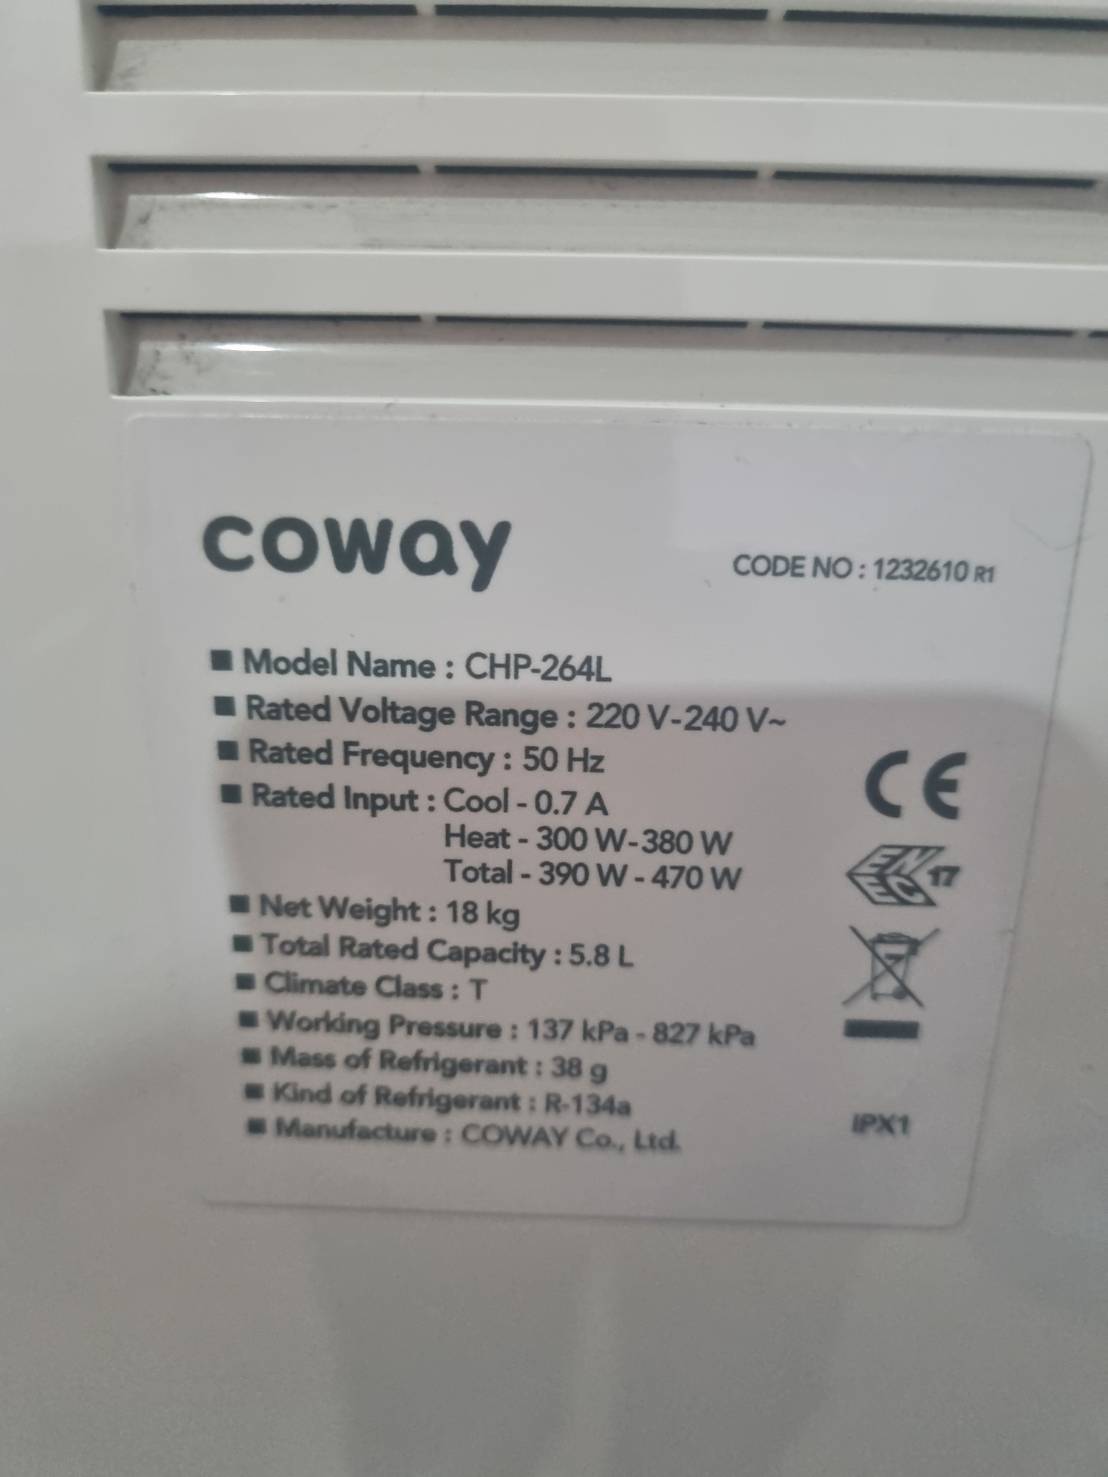 coway
CODE NO : 1232610 R1
■ Model Name : CHP-264L
■ Rated Voltage Range : 220 V-240 V~
■ Rated Frequency : 50 Hz
■ Rated Input : Cool - 0.7 A
Heat - 300 W-380 W
Total - 390 W - 470 W
■ Net Weight : 18 kg
■ Total Rated Capacity : 5.8 L
■ Climate Class : T
■ Working Pressure : 137 kPa - 827 kPa
■ Mass of Refrigerant : 38 g
■ Kind of Refrigerant : R-134a
■ Manufacture : COWAY Co., Ltd.
CE
ENEC 17
IPX1